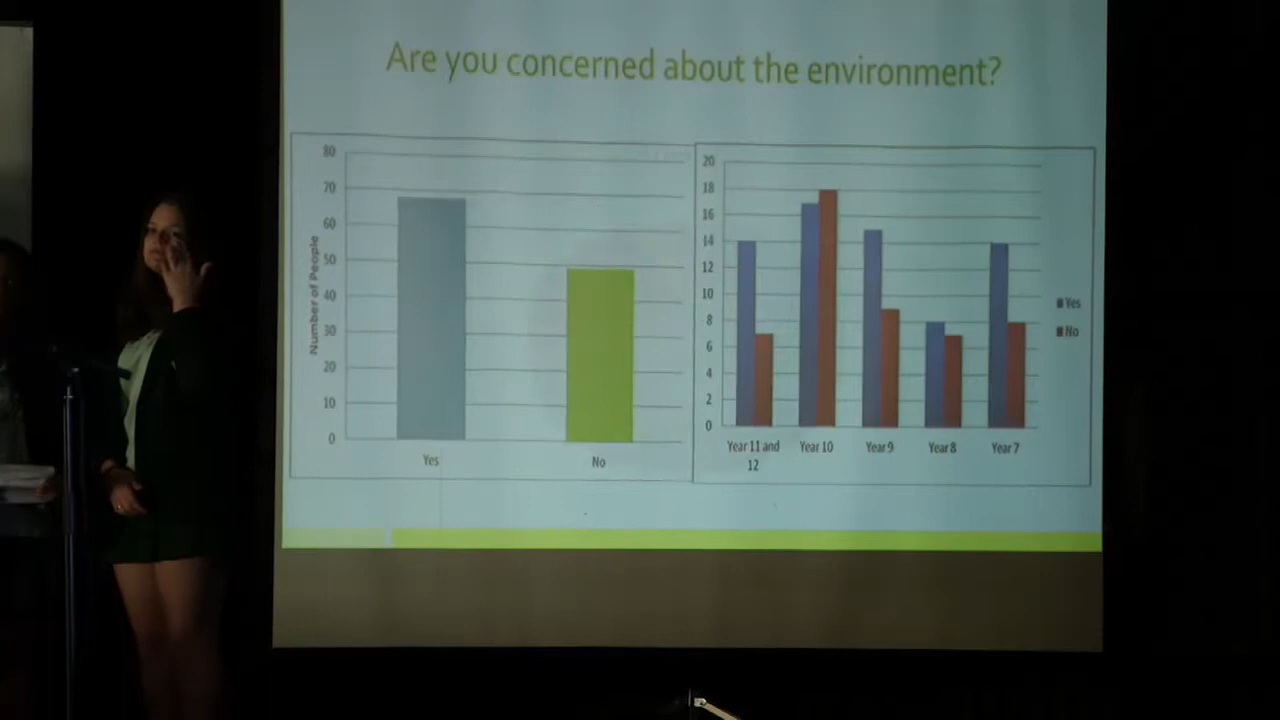 Are you concerned about the environment?
80
70
60
50
40
30
20
10
0
Number of People
Yes
No
20
18
16
14
12
10
8
6
4
2
0
Year 11 and
12
Year 10
Year 9
Year 8
Year 7
Yes
No